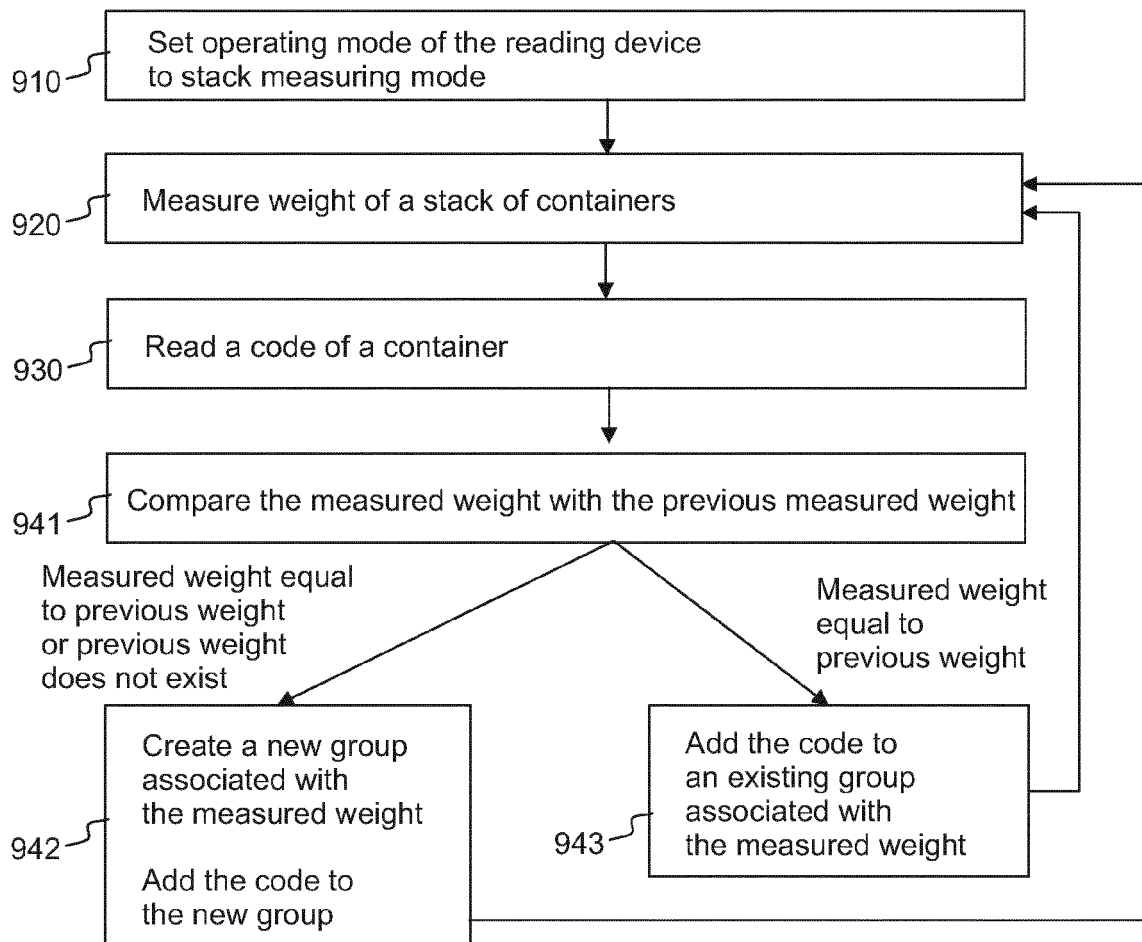 Set operating mode of the reading device
to stack measuring mode
910
Measure weight of a stack of containers
920
Read a code of a container
930
Compare the measured weight with the previous measured weight
941
Measured weight equal
to previous weight
or previous weight
does not exist
Measured weight
equal to
previous weight
Create a new group
associated with
the measured weight
Add the code to
the new group
942
Add the code to
an existing group
associated with
the measured weight
943